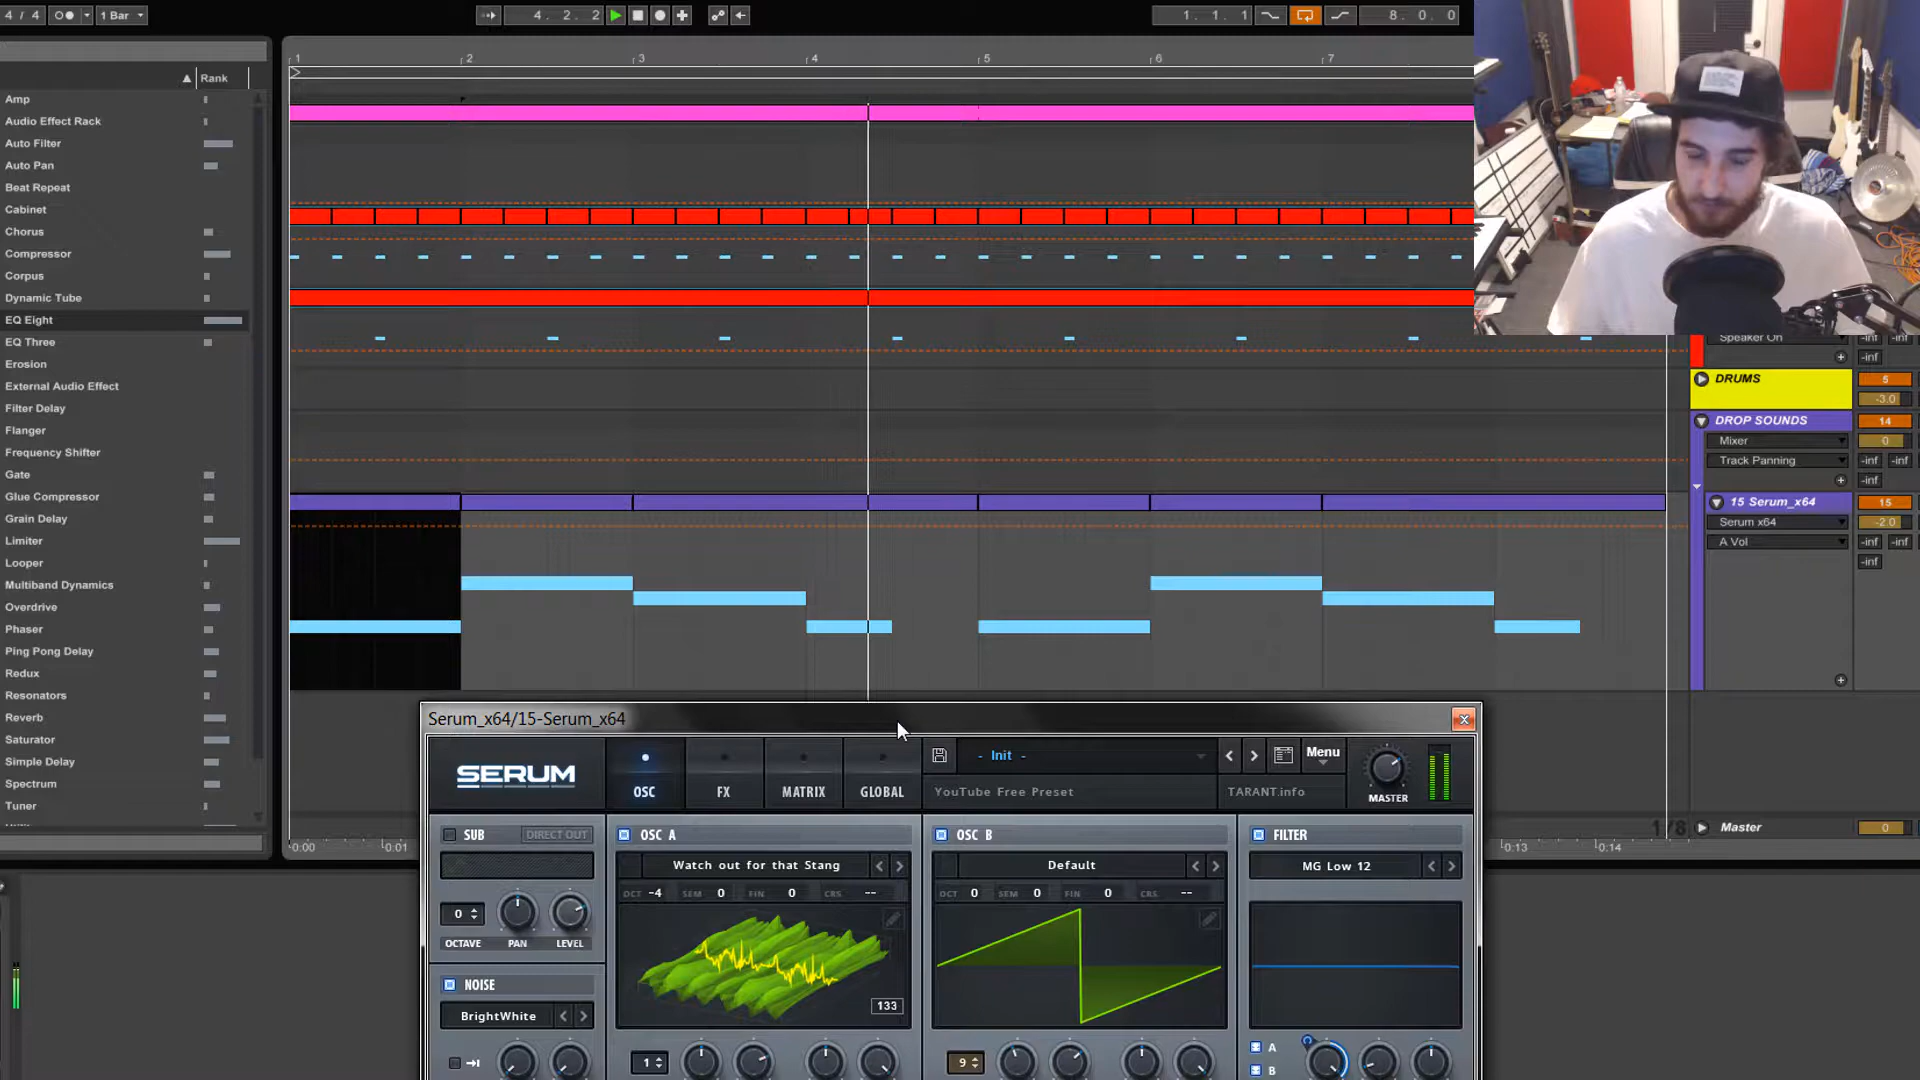 4 / 4
1 Bar
4. 2. 2
1. 1. 1
8. 0. 0
Rank
1
2
3
4
5
6
7
Amp
Audio Effect Rack
Auto Filter
Auto Pan
Beat Repeat
Cabinet
Chorus
Compressor
Corpus
Dynamic Tube
EQ Eight
EQ Three
Erosion
External Audio Effect
Filter Delay
Flanger
Frequency Shifter
Gate
Glue Compressor
Grain Delay
Limiter
Looper
Multiband Dynamics
Overdrive
Phaser
Ping Pong Delay
Redux
Resonators
Reverb
Saturator
Simple Delay
Spectrum
Tuner
Speaker On
-inf
-inf
-inf
DRUMS
5
-3.0
DROP SOUNDS
14
Mixer
0
Track Panning
-inf
-inf
-inf
15 Serum_x64
15
Serum x64
-2.0
A Vol
-inf
-inf
-inf
1/8
Master
0
0:00
0:01
0:13
0:14
Serum_x64/15-Serum_x64
SERUM
OSC
FX
MATRIX
GLOBAL
- Init -
Menu
YouTube Free Preset
TARANT.info
MASTER
SUB
DIRECT OUT
OSC A
OSC B
FILTER
Watch out for that Stang
Default
MG Low 12
OCT -4 SEM 0 FIN 0 CRS --
OCT 0 SEM 0 FIN 0 CRS --
0
OCTAVE
PAN
LEVEL
133
NOISE
BrightWhite
1
9
A
B